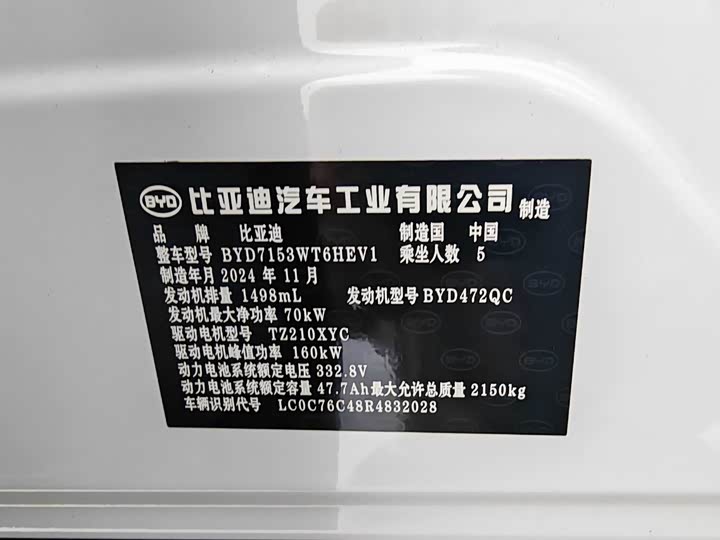 BYD 比亚迪汽车工业有限公司 制造
品 牌 比亚迪 制造国 中国
整车型号 BYD7153WT6HEV1 乘坐人数 5
制造年月 2024 年 11 月
发动机排量 1498mL 发动机型号 BYD472QC
发动机最大净功率 70kW
驱动电机型号 TZ210XYC
驱动电机峰值功率 160kW
动力电池系统额定电压 332.8V
动力电池系统额定容量 47.7Ah 最大允许总质量 2150kg
车辆识别代号 LC0C76C48R4832028